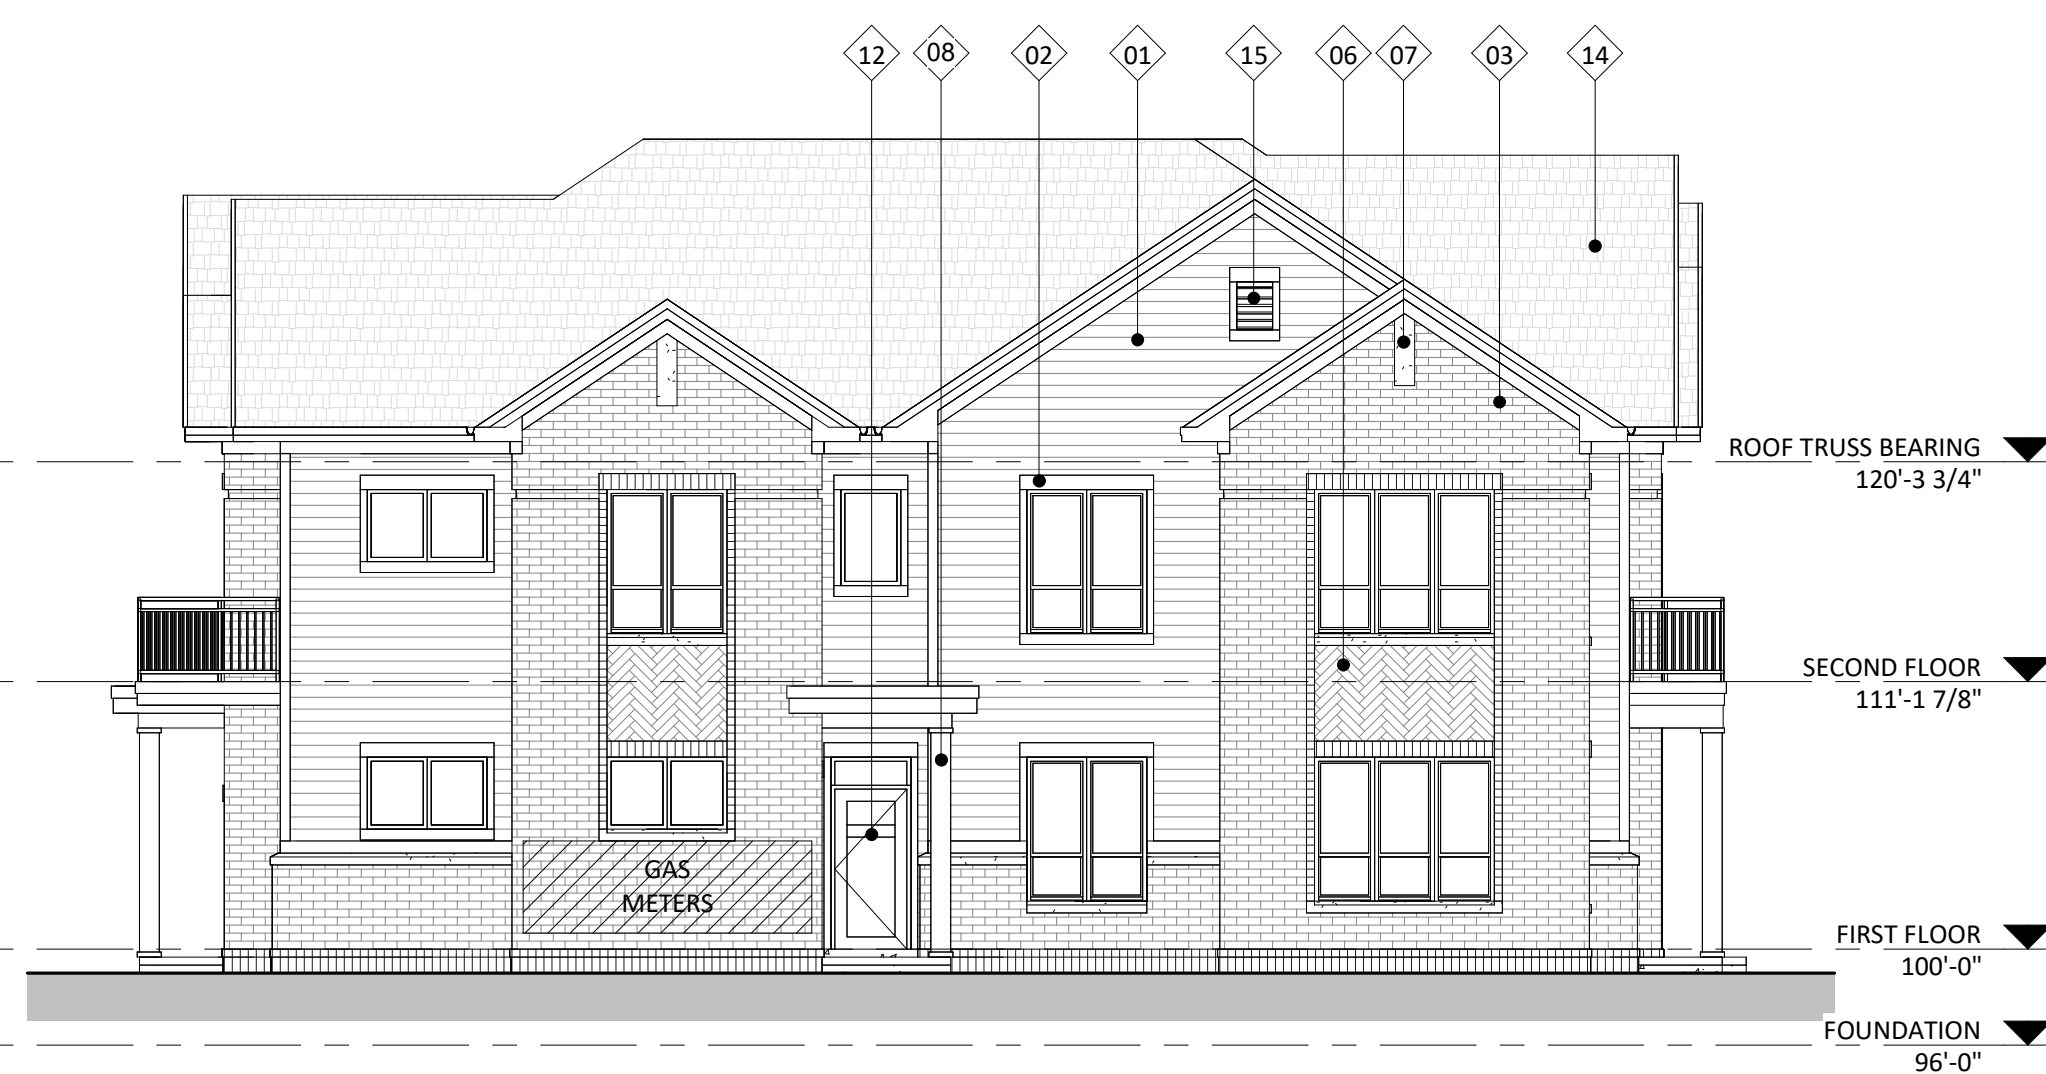 12 08 02 01 15 06 07 03 14
ROOF TRUSS BEARING
120'-3 3/4"
SECOND FLOOR
111'-1 7/8"
GAS
METERS
FIRST FLOOR
100'-0"
FOUNDATION
96'-0"